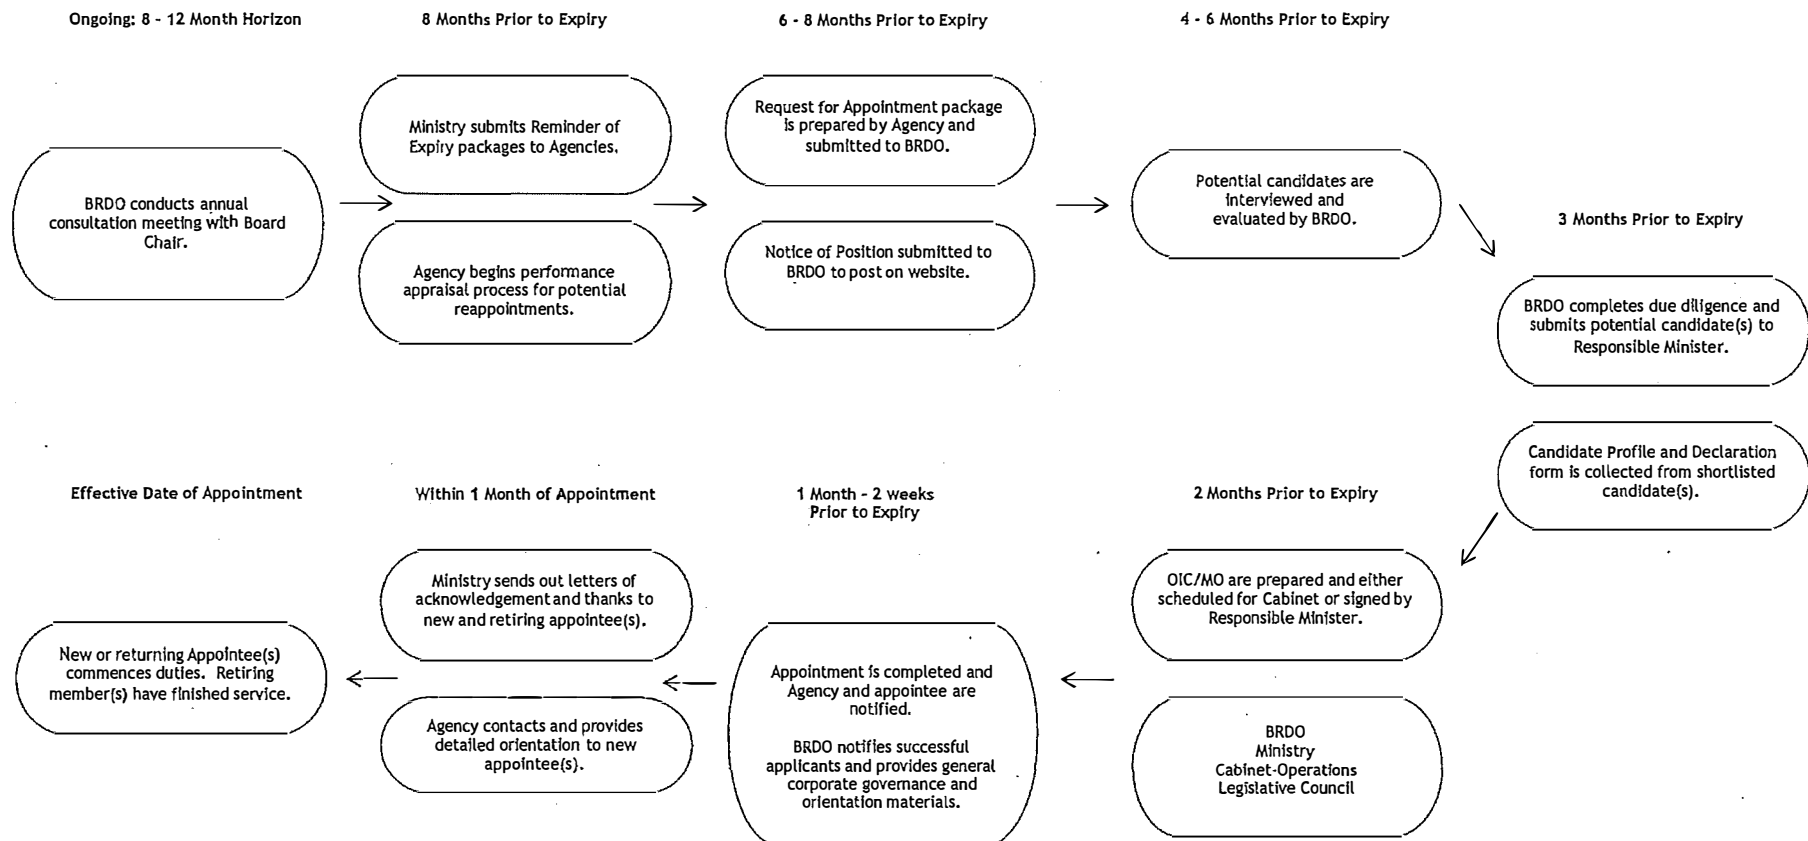 Ongoing: 8 - 12 Month Horizon
BRDO conducts annual
consultation meeting with Board
Chair.
8 Months Prior to Expiry
Ministry submits Reminder of
Expiry packages to Agencies.
Agency begins performance
appraisal process for potential
reappointments.
6 - 8 Months Prior to Expiry
Request for Appointment package
is prepared by Agency and
submitted to BRDO.
Notice of Position submitted to
BRDO to post on website.
4 - 6 Months Prior to Expiry
Potential candidates are
interviewed and
evaluated by BRDO.
3 Months Prior to Expiry
BRDO completes due diligence and
submits potential candidate(s) to
Responsible Minister.
Candidate Profile and Declaration
form is collected from shortlisted
candidate(s).
2 Months Prior to Expiry
OIC/MO are prepared and either
scheduled for Cabinet or signed by
Responsible Minister.
BRDO
Ministry
Cabinet-Operations
Legislative Council
1 Month - 2 weeks
Prior to Expiry
Appointment is completed and
Agency and appointee are
notified.
BRDO notifies successful
applicants and provides general
corporate governance and
orientation materials.
Within 1 Month of Appointment
Ministry sends out letters of
acknowledgement and thanks to
new and retiring appointee(s).
Agency contacts and provides
detailed orientation to new
appointee(s).
Effective Date of Appointment
New or returning Appointee(s)
commences duties. Retiring
member(s) have finished service.